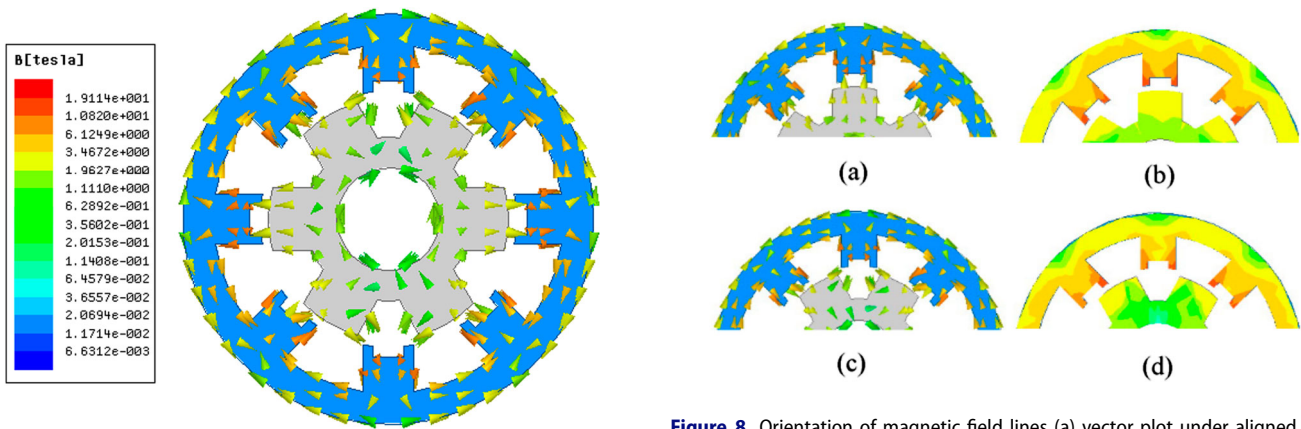 B[tesla]
1.9114e+001
1.0820e+001
6.1249e+000
3.4672e+000
1.9627e+000
1.1110e+000
6.2892e-001
3.5602e-001
2.0153e-001
1.1408e-001
6.4579e-002
3.6557e-002
2.0694e-002
1.1714e-002
6.6312e-003
(a)
(b)
(c)
(d)
Figure 8. Orientation of magnetic field lines (a) vector plot under aligned